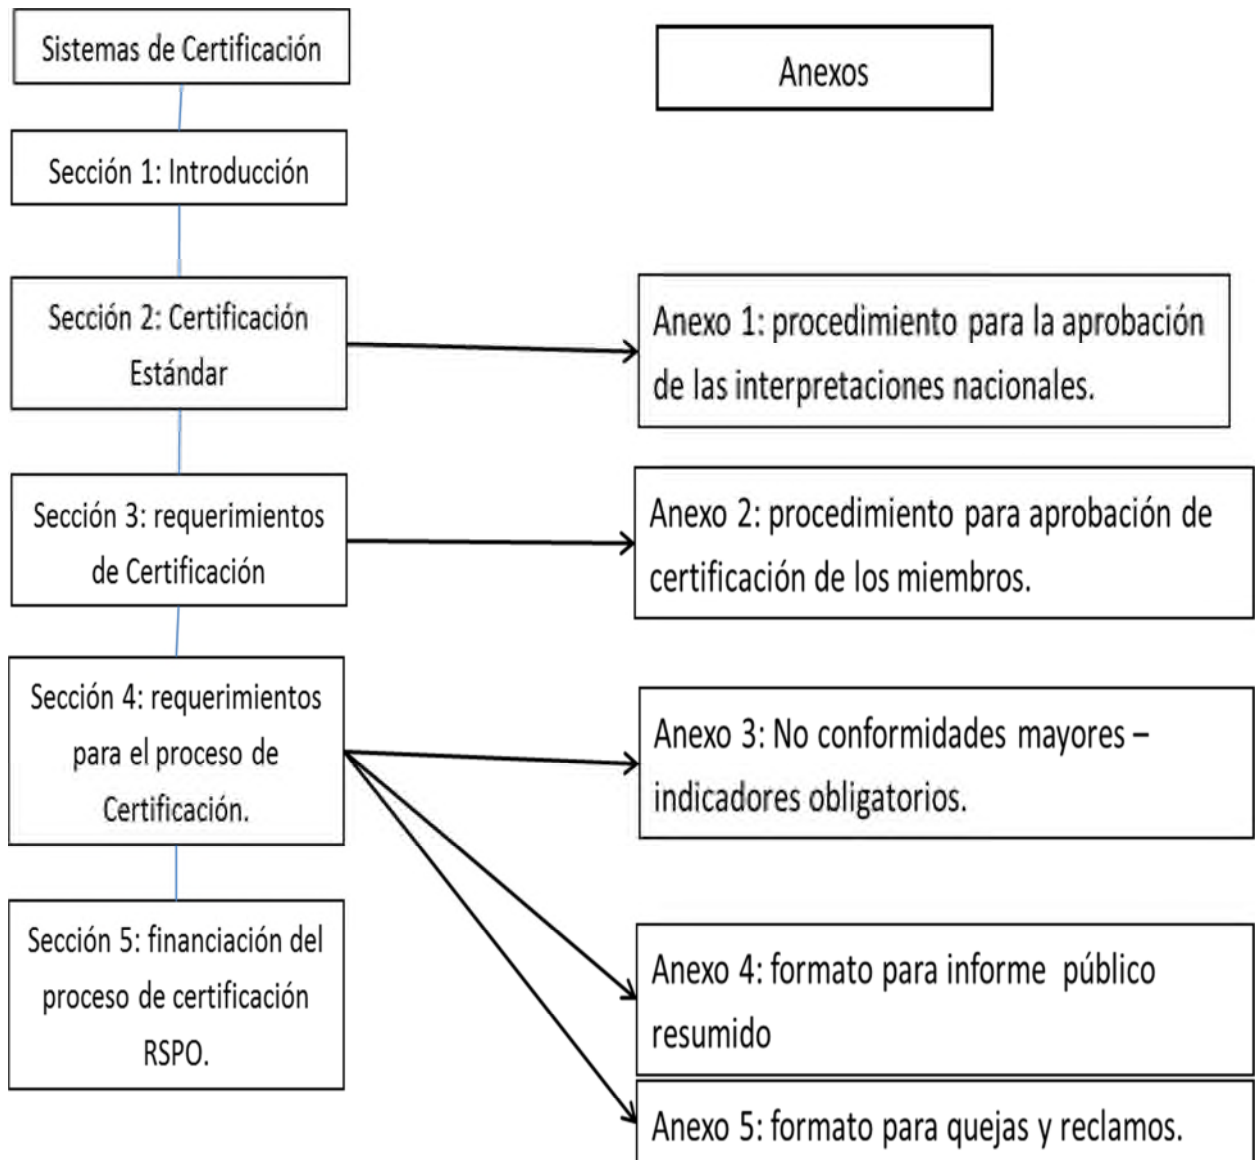 Sistemas de Certificación
Anexos
Sección 1: Introducción
Sección 2: Certificación
Estándar
Anexo 1: procedimiento para la aprobación
de las interpretaciones nacionales.
Sección 3: requerimientos
de Certificación
Anexo 2: procedimiento para aprobación de
certificación de los miembros.
Sección 4: requerimientos
para el proceso de
Certificación.
Anexo 3: No conformidades mayores –
indicadores obligatorios.
Sección 5: financiación del
proceso de certificación
RSPO.
Anexo 4: formato para informe público
resumido
Anexo 5: formato para quejas y reclamos.